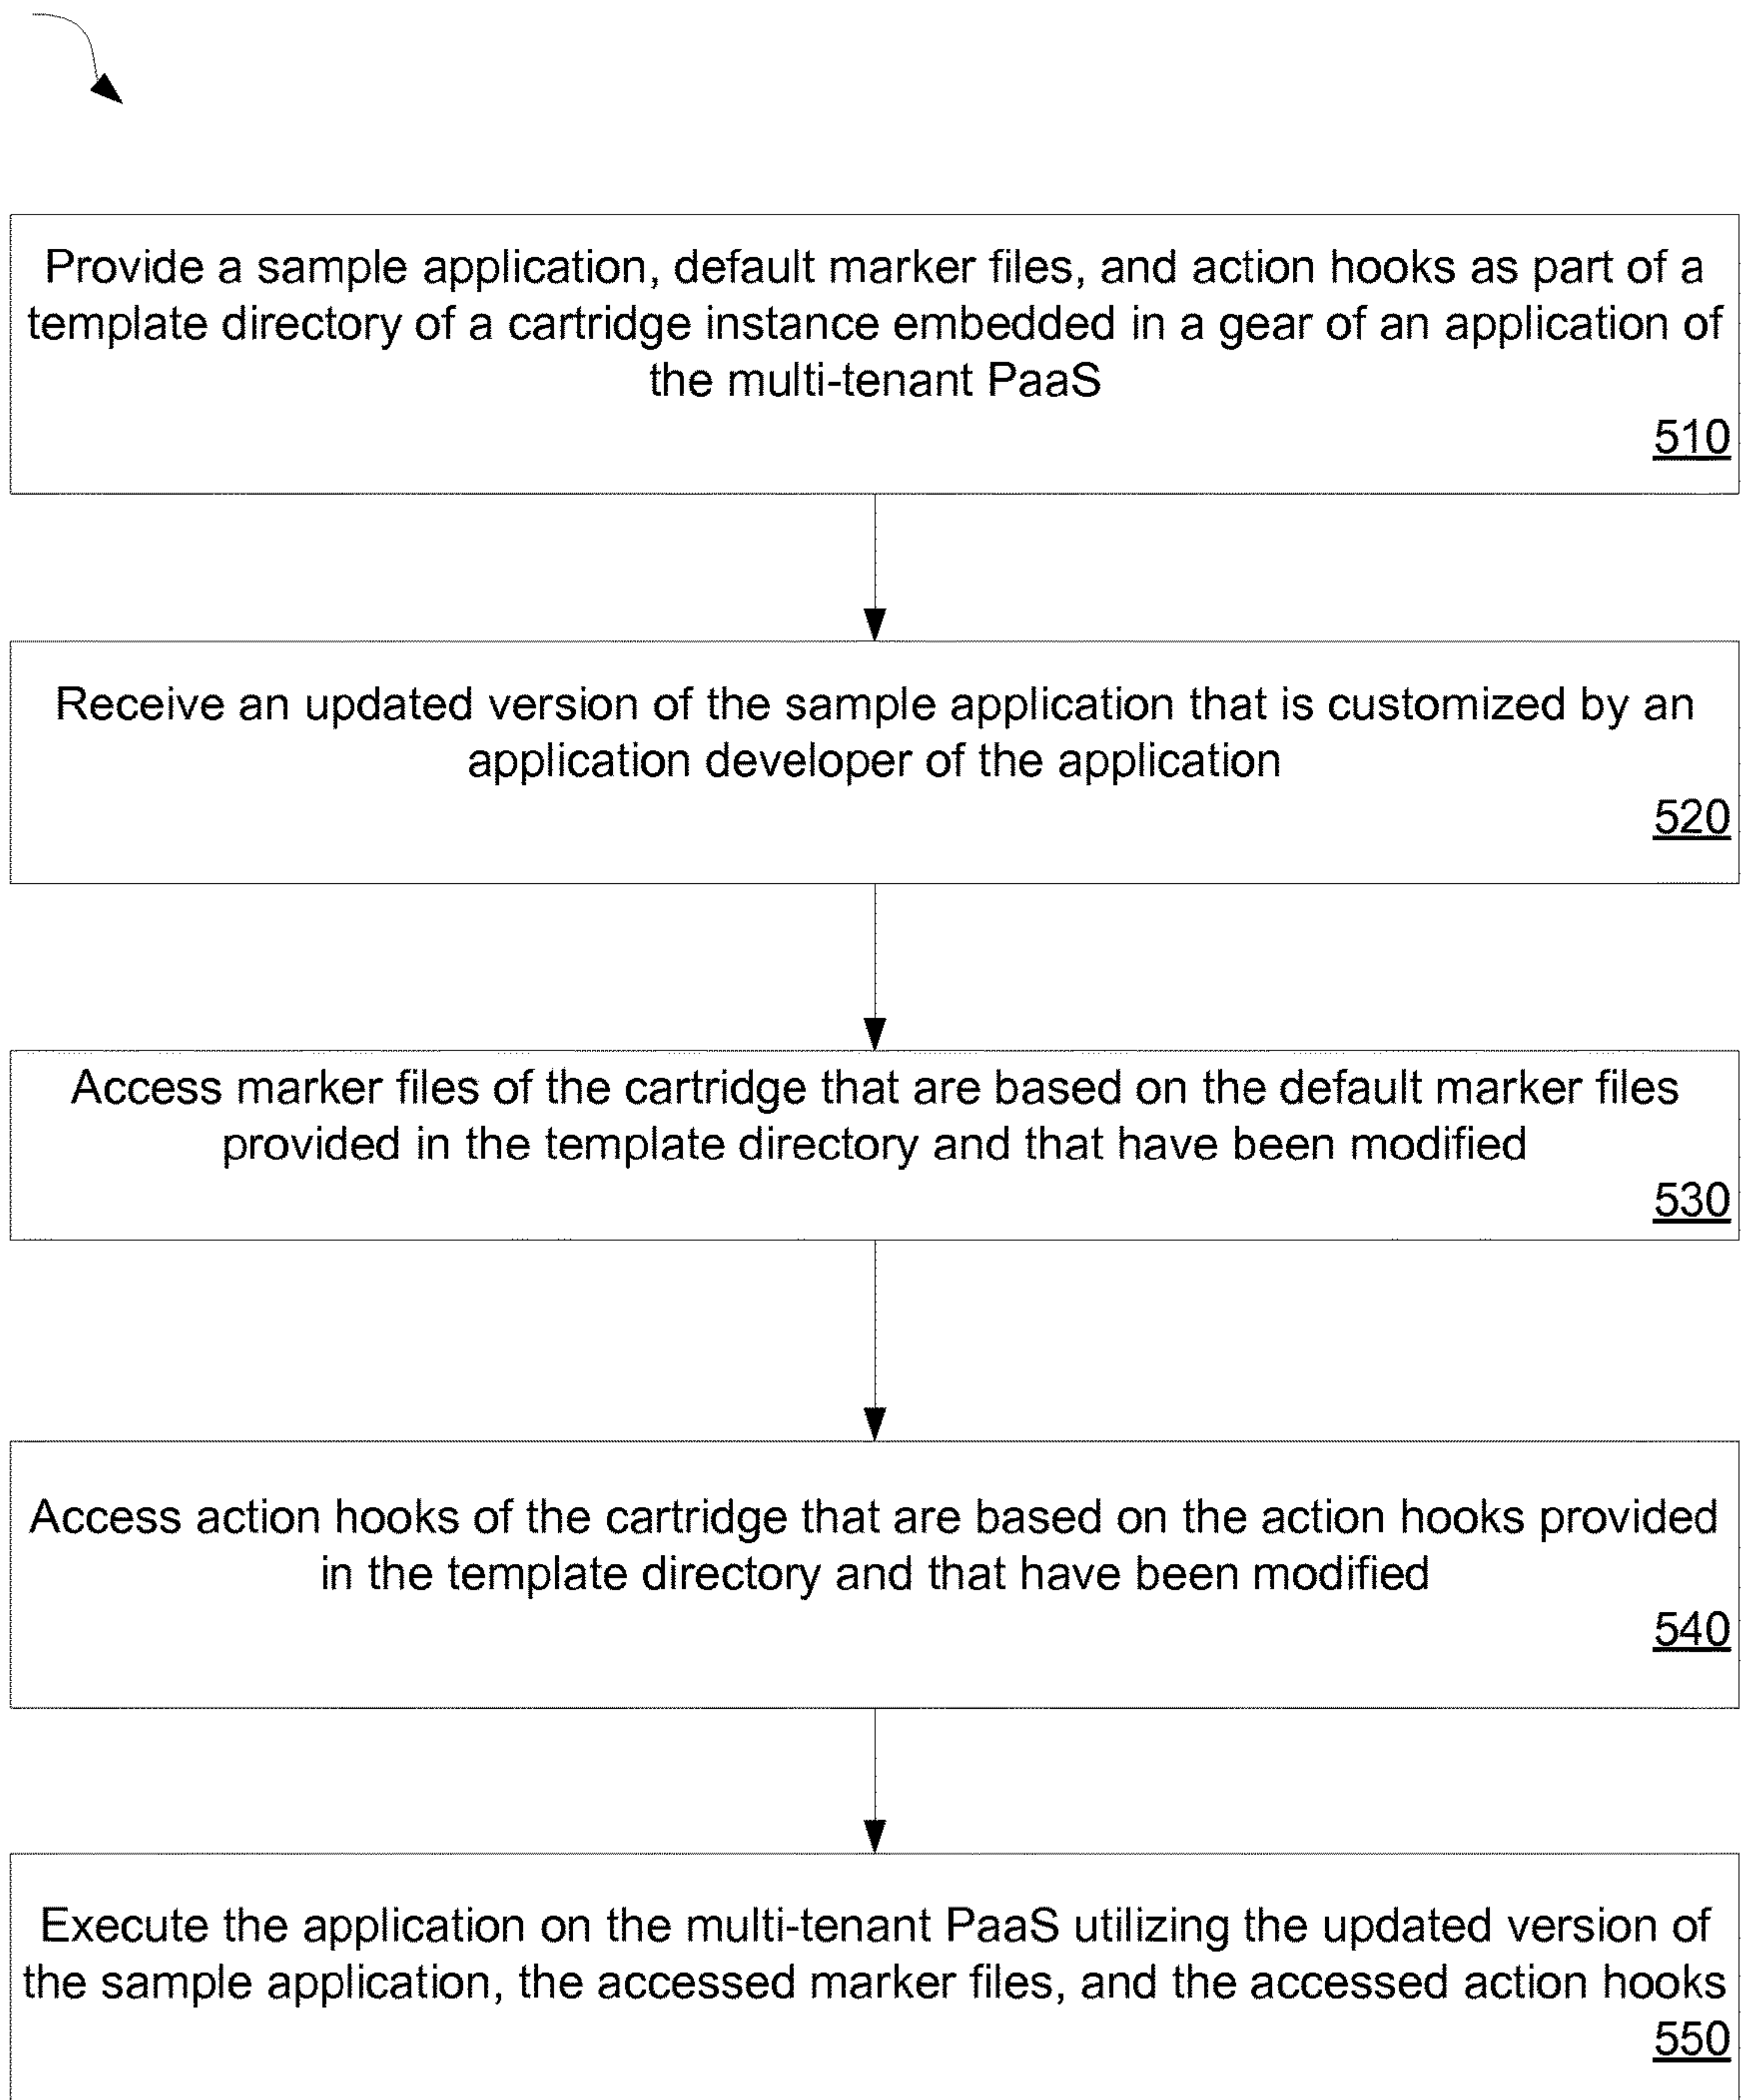 Provide a sample application, default marker files, and action hooks as part of a
template directory of a cartridge instance embedded in a gear of an application of
the multi-tenant PaaS
510
Receive an updated version of the sample application that is customized by an
application developer of the application
520
Access marker files of the cartridge that are based on the default marker files
provided in the template directory and that have been modified
530
Access action hooks of the cartridge that are based on the action hooks provided
in the template directory and that have been modified
540
Execute the application on the multi-tenant PaaS utilizing the updated version of
the sample application, the accessed marker files, and the accessed action hooks
550